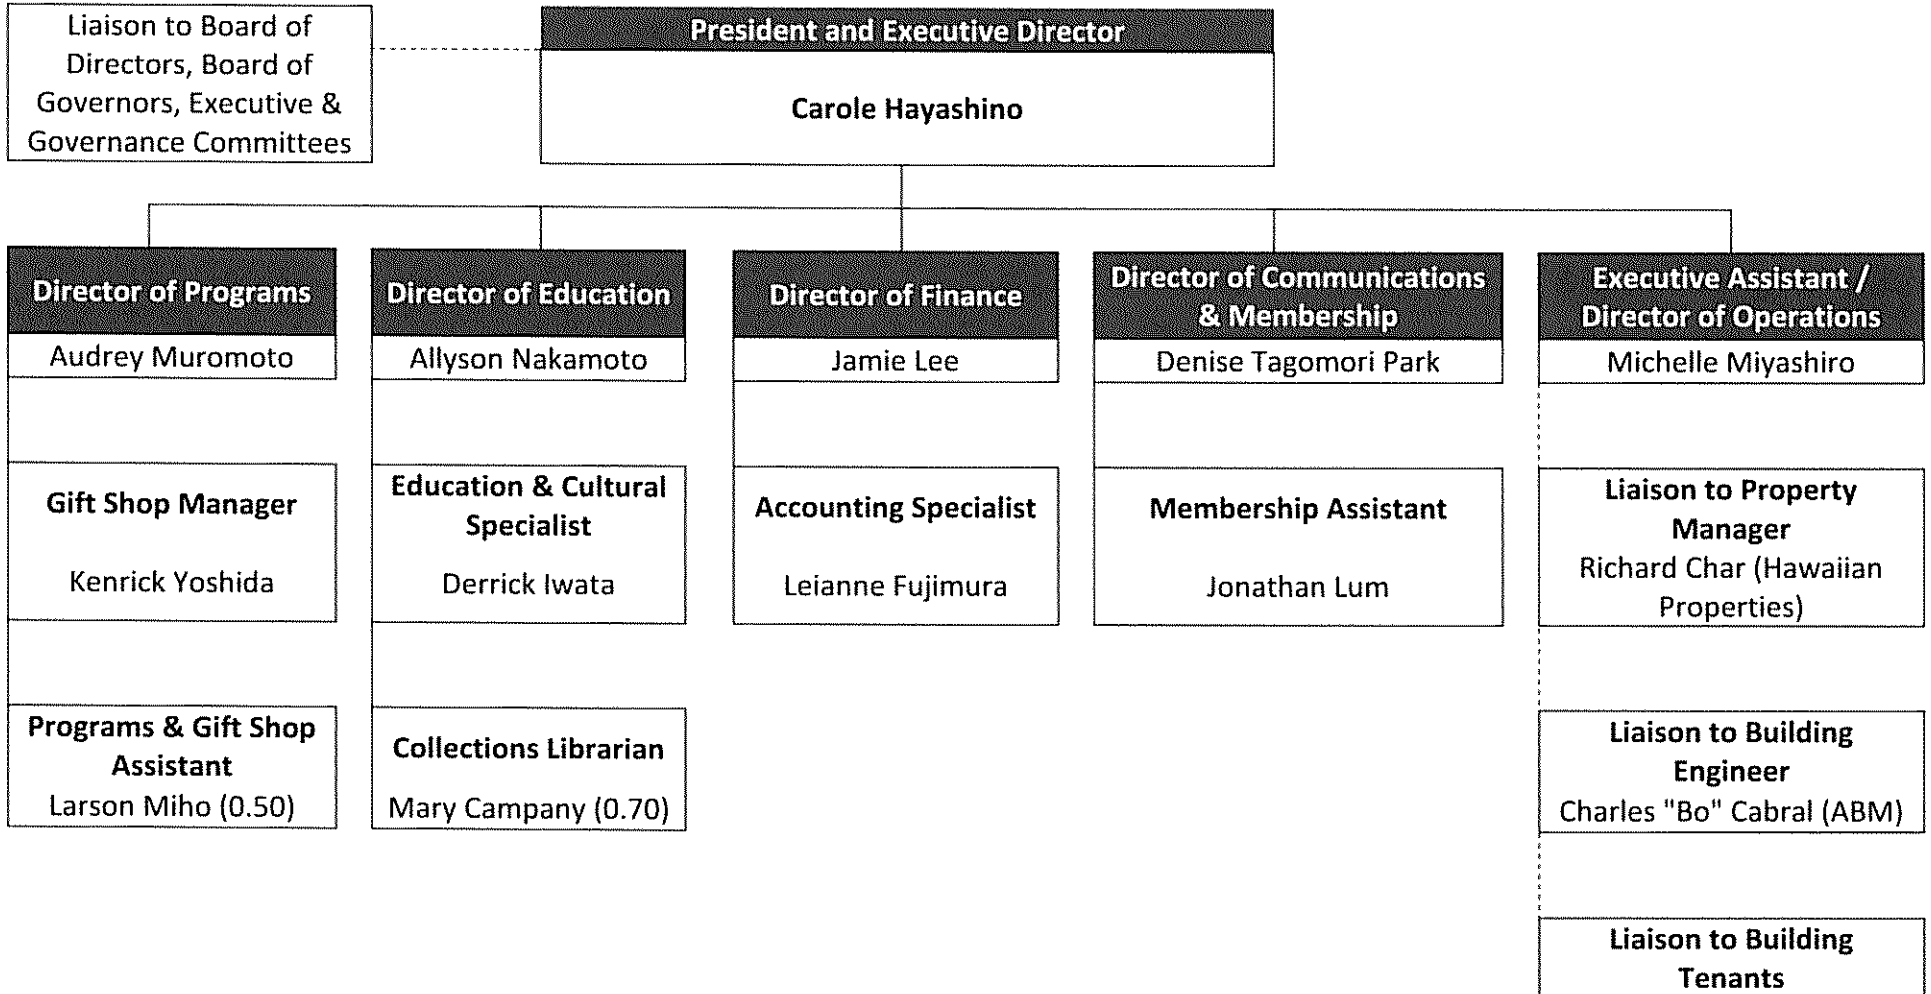 Liaison to Board of
Directors, Board of
Governors, Executive &
Governance Committees
President and Executive Director
Carole Hayashino
Director of Programs
Audrey Muromoto
Director of Education
Allyson Nakamoto
Director of Finance
Jamie Lee
Director of Communications
& Membership
Denise Tagomori Park
Executive Assistant /
Director of Operations
Michelle Miyashiro
Gift Shop Manager
Kenrick Yoshida
Education & Cultural
Specialist
Derrick Iwata
Accounting Specialist
Leianne Fujimura
Membership Assistant
Jonathan Lum
Liaison to Property
Manager
Richard Char (Hawaiian
Properties)
Programs & Gift Shop
Assistant
Larson Miho (0.50)
Collections Librarian
Mary Campany (0.70)
Liaison to Building
Engineer
Charles "Bo" Cabral (ABM)
Liaison to Building
Tenants